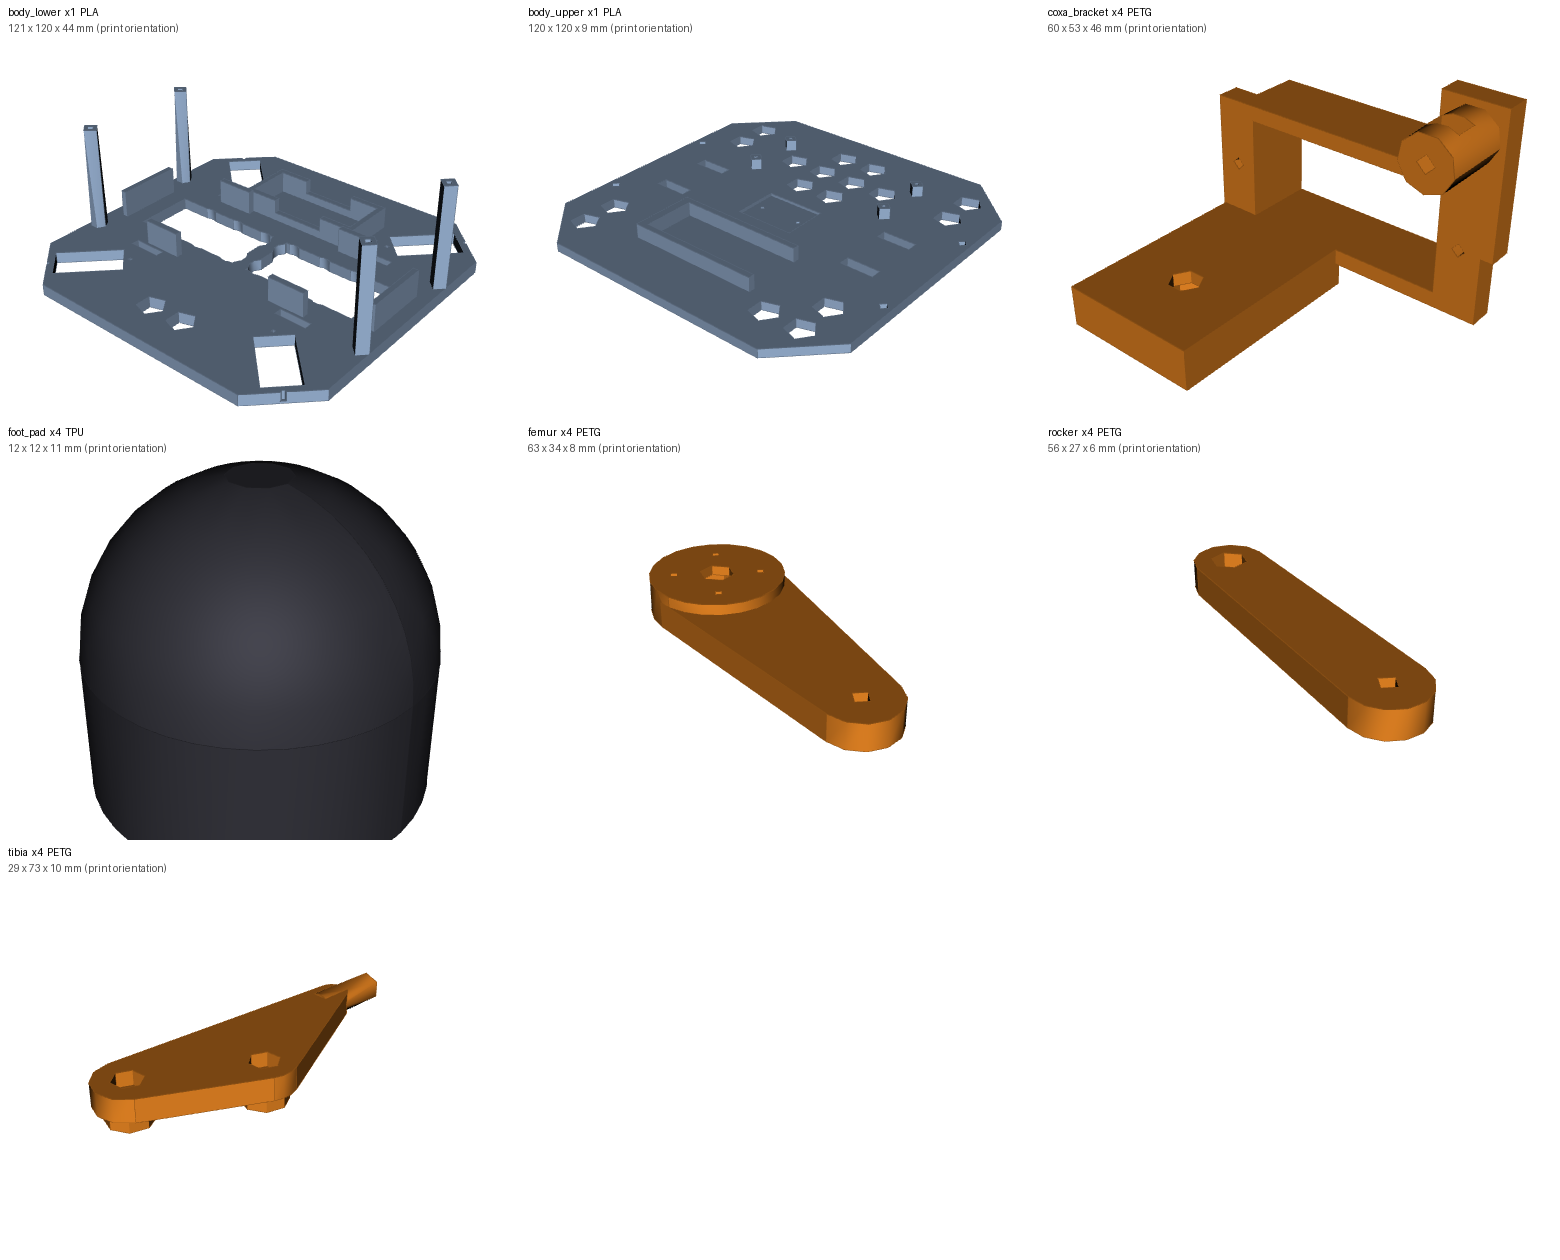 body_lower x1 PLA
121 x 120 x 44 mm (print orientation)
body_upper x1 PLA
120 x 120 x 9 mm (print orientation)
coxa_bracket x4 PETG
60 x 53 x 46 mm (print orientation)
foot_pad x4 TPU
12 x 12 x 11 mm (print orientation)
femur x4 PETG
63 x 34 x 8 mm (print orientation)
rocker x4 PETG
56 x 27 x 6 mm (print orientation)
tibia x4 PETG
29 x 73 x 10 mm (print orientation)